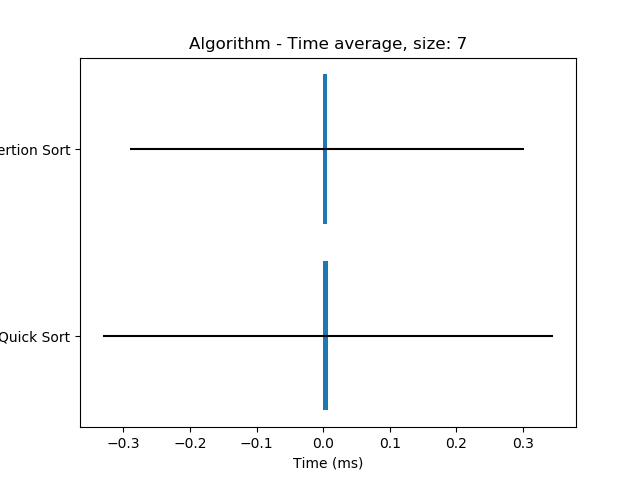 Algorithm - Time average, size: 7
ertion Sort
Quick Sort
−0.3 −0.2 −0.1 0.0 0.1 0.2 0.3
Time (ms)